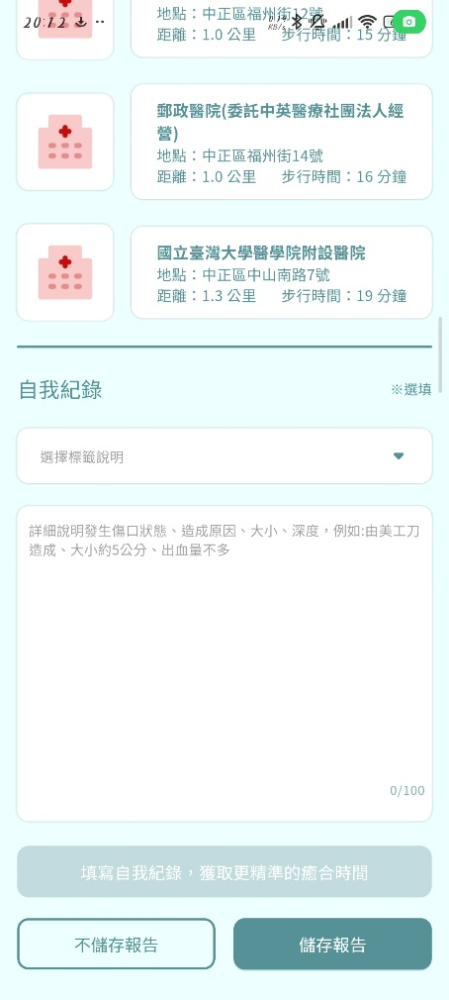 地點：中正區福州街12號
20:12
KB/s
距離：1.0 公里 步行時間：15 分鐘
郵政醫院(委託中英醫療社團法人經
營)
地點：中正區福州街14號
距離：1.0 公里 步行時間：16 分鐘
國立臺灣大學醫學院附設醫院
地點：中正區中山南路7號
距離：1.3 公里 步行時間：19 分鐘
自我紀錄 ※選填
選擇標籤說明
詳細說明發生傷口狀態、造成原因、大小、深度，例如:由美工刀
造成、大小約5公分、出血量不多
0/100
填寫自我紀錄，獲取更精準的癒合時間
不儲存報告 儲存報告